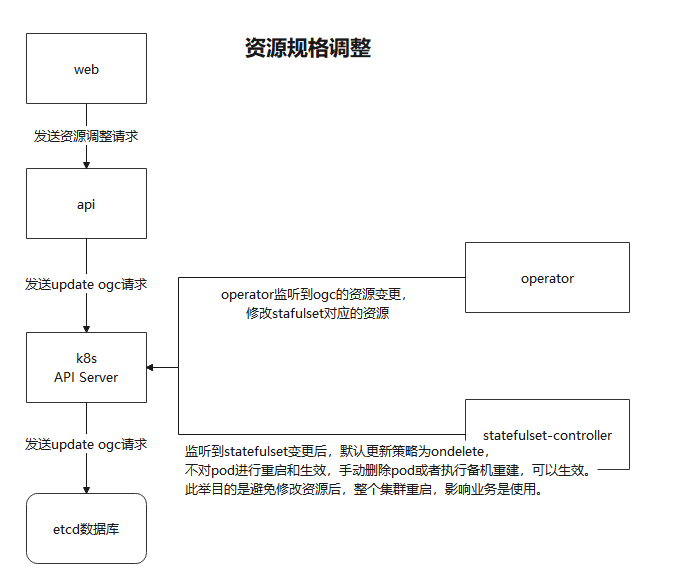 资源规格调整
web
发送资源调整请求
api
发送update ogc请求
operator
operator监听到ogc的资源变更，
修改stafulset对应的资源
k8s
API Server
statefulset-controller
监听到statefulset变更后，默认更新策略为ondelete，
不对pod进行重启和生效，手动删除pod或者执行备机重建，可以生效。
此举目的是避免修改资源后，整个集群重启，影响业务是使用。
发送update ogc请求
etcd数据库